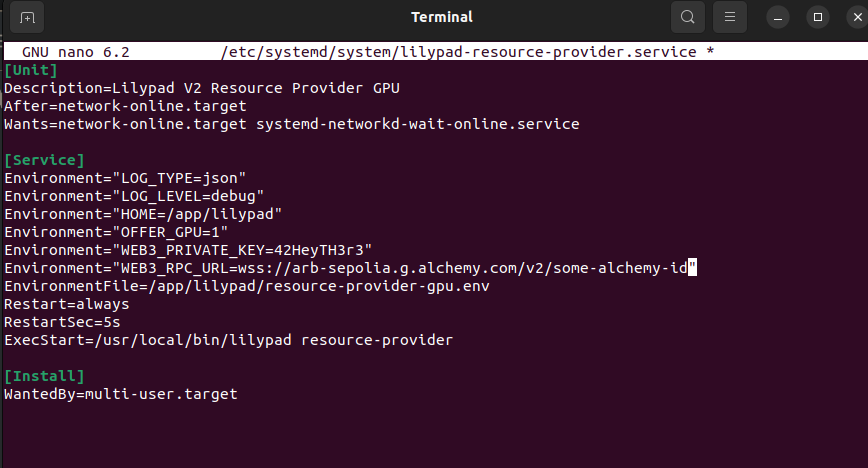 Terminal
GNU nano 6.2 /etc/systemd/system/lilypad-resource-provider.service *
[Unit]
Description=Lilypad V2 Resource Provider GPU
After=network-online.target
Wants=network-online.target systemd-networkd-wait-online.service
[Service]
Environment="LOG_TYPE=json"
Environment="LOG_LEVEL=debug"
Environment="HOME=/app/lilypad"
Environment="OFFER_GPU=1"
Environment="WEB3_PRIVATE_KEY=42HeyTH3r3"
Environment="WEB3_RPC_URL=wss://arb-sepolia.g.alchemy.com/v2/some-alchemy-id"
EnvironmentFile=/app/lilypad/resource-provider-gpu.env
Restart=always
RestartSec=5s
ExecStart=/usr/local/bin/lilypad resource-provider
[Install]
WantedBy=multi-user.target